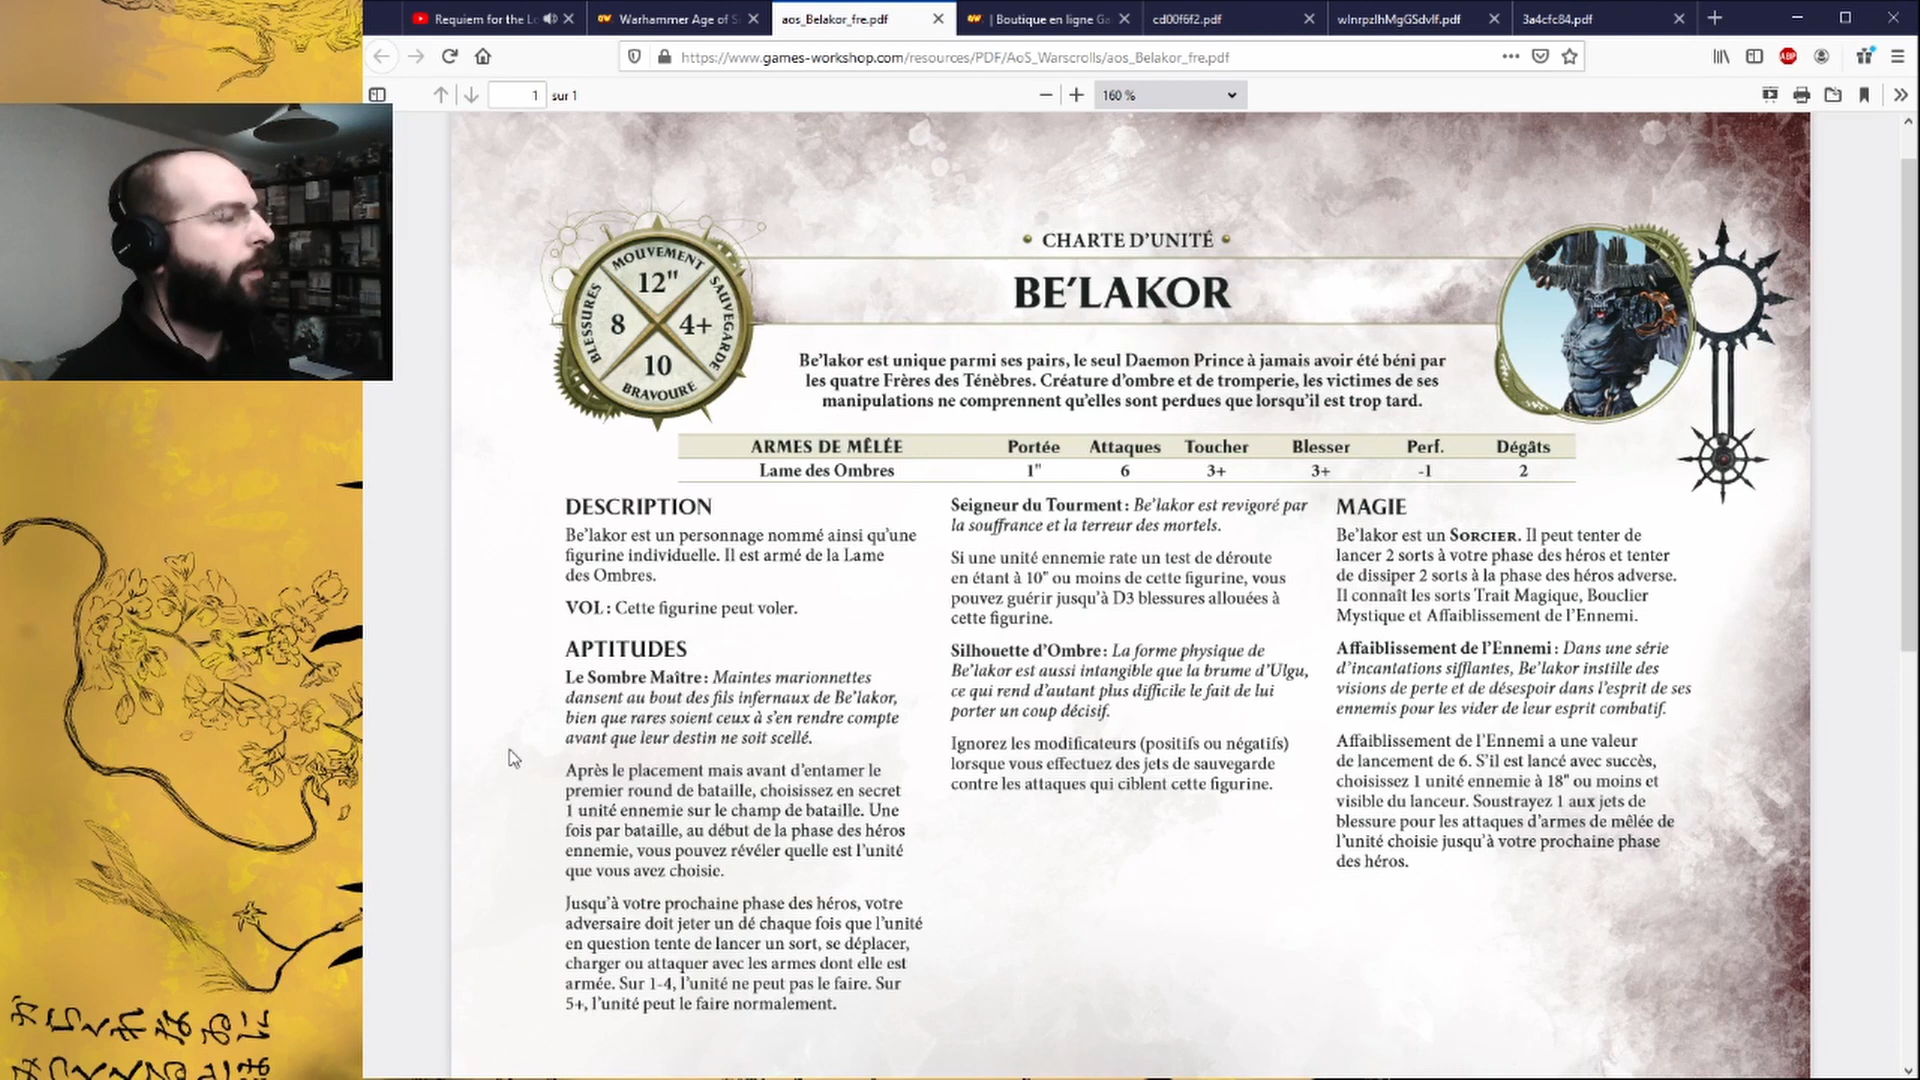 Requiem for the L
Warhammer Age of S
aos_Belakor_fre.pdf
| Boutique en ligne Ga
cd00f6f2.pdf
3a4cfc84.pdf
https://www.games-workshop.com/resources/PDF/AoS_Warscrolls/aos_Belakor_fre.pdf
ABP
1 sur 1
160 %
CHARTE D'UNITÉ
BE'LAKOR
MOUVEMENT
12"
BLESSURES
8
4+
SAUVEGARDE
10
BRAVOURE
Be'lakor est unique parmi ses pairs, le seul Daemon Prince à jamais avoir été béni par
les quatre Frères des Ténèbres. Créature d'ombre et de tromperie, les victimes de ses
manipulations ne comprennent qu'elles sont perdues que lorsqu'il est trop tard.
ARMES DE MÊLÉE Portée Attaques Toucher Blesser Perf. Dégâts
Lame des Ombres 1" 6 3+ 3+ -1 2
DESCRIPTION
Be'lakor est un personnage nommé ainsi qu'une
figurine individuelle. Il est armé de la Lame
des Ombres.
VOL : Cette figurine peut voler.
APTITUDES
Le Sombre Maître : Maintes marionnettes
dansent au bout des fils infernaux de Be'lakor,
bien que rares soient ceux à s'en rendre compte
avant que leur destin ne soit scellé.
Après le placement mais avant d'entamer le
premier round de bataille, choisissez en secret
1 unité ennemie sur le champ de bataille. Une
fois par bataille, au début de la phase des héros
ennemie, vous pouvez révéler quelle est l'unité
que vous avez choisie.
Jusqu'à votre prochaine phase des héros, votre
adversaire doit jeter un dé chaque fois que l'unité
en question tente de lancer un sort, se déplacer,
charger ou attaquer avec les armes dont elle est
armée. Sur 1-4, l'unité ne peut pas le faire. Sur
5+, l'unité peut le faire normalement.
Seigneur du Tourment : Be'lakor est revigoré par
la souffrance et la terreur des mortels.
Si une unité ennemie rate un test de déroute
en étant à 10" ou moins de cette figurine, vous
pouvez guérir jusqu'à D3 blessures allouées à
cette figurine.
Silhouette d'Ombre : La forme physique de
Be'lakor est aussi intangible que la brume d'Ulgu,
ce qui rend d'autant plus difficile le fait de lui
porter un coup décisif.
Ignorez les modificateurs (positifs ou négatifs)
lorsque vous effectuez des jets de sauvegarde
contre les attaques qui ciblent cette figurine.
MAGIE
Be'lakor est un SORCIER. Il peut tenter de
lancer 2 sorts à votre phase des héros et tenter
de dissiper 2 sorts à la phase des héros adverse.
Il connaît les sorts Trait Magique, Bouclier
Mystique et Affaiblissement de l'Ennemi.
Affaiblissement de l'Ennemi : Dans une série
d'incantations sifflantes, Be'lakor instille des
visions de perte et de désespoir dans l'esprit de ses
ennemis pour les vider de leur esprit combatif.
Affaiblissement de l'Ennemi a une valeur
de lancement de 6. S'il est lancé avec succès,
choisissez 1 unité ennemie à 18" ou moins et
visible du lanceur. Soustrayez 1 aux jets de
blessure pour les attaques d'armes de mêlée de
l'unité choisie jusqu'à votre prochaine phase
des héros.